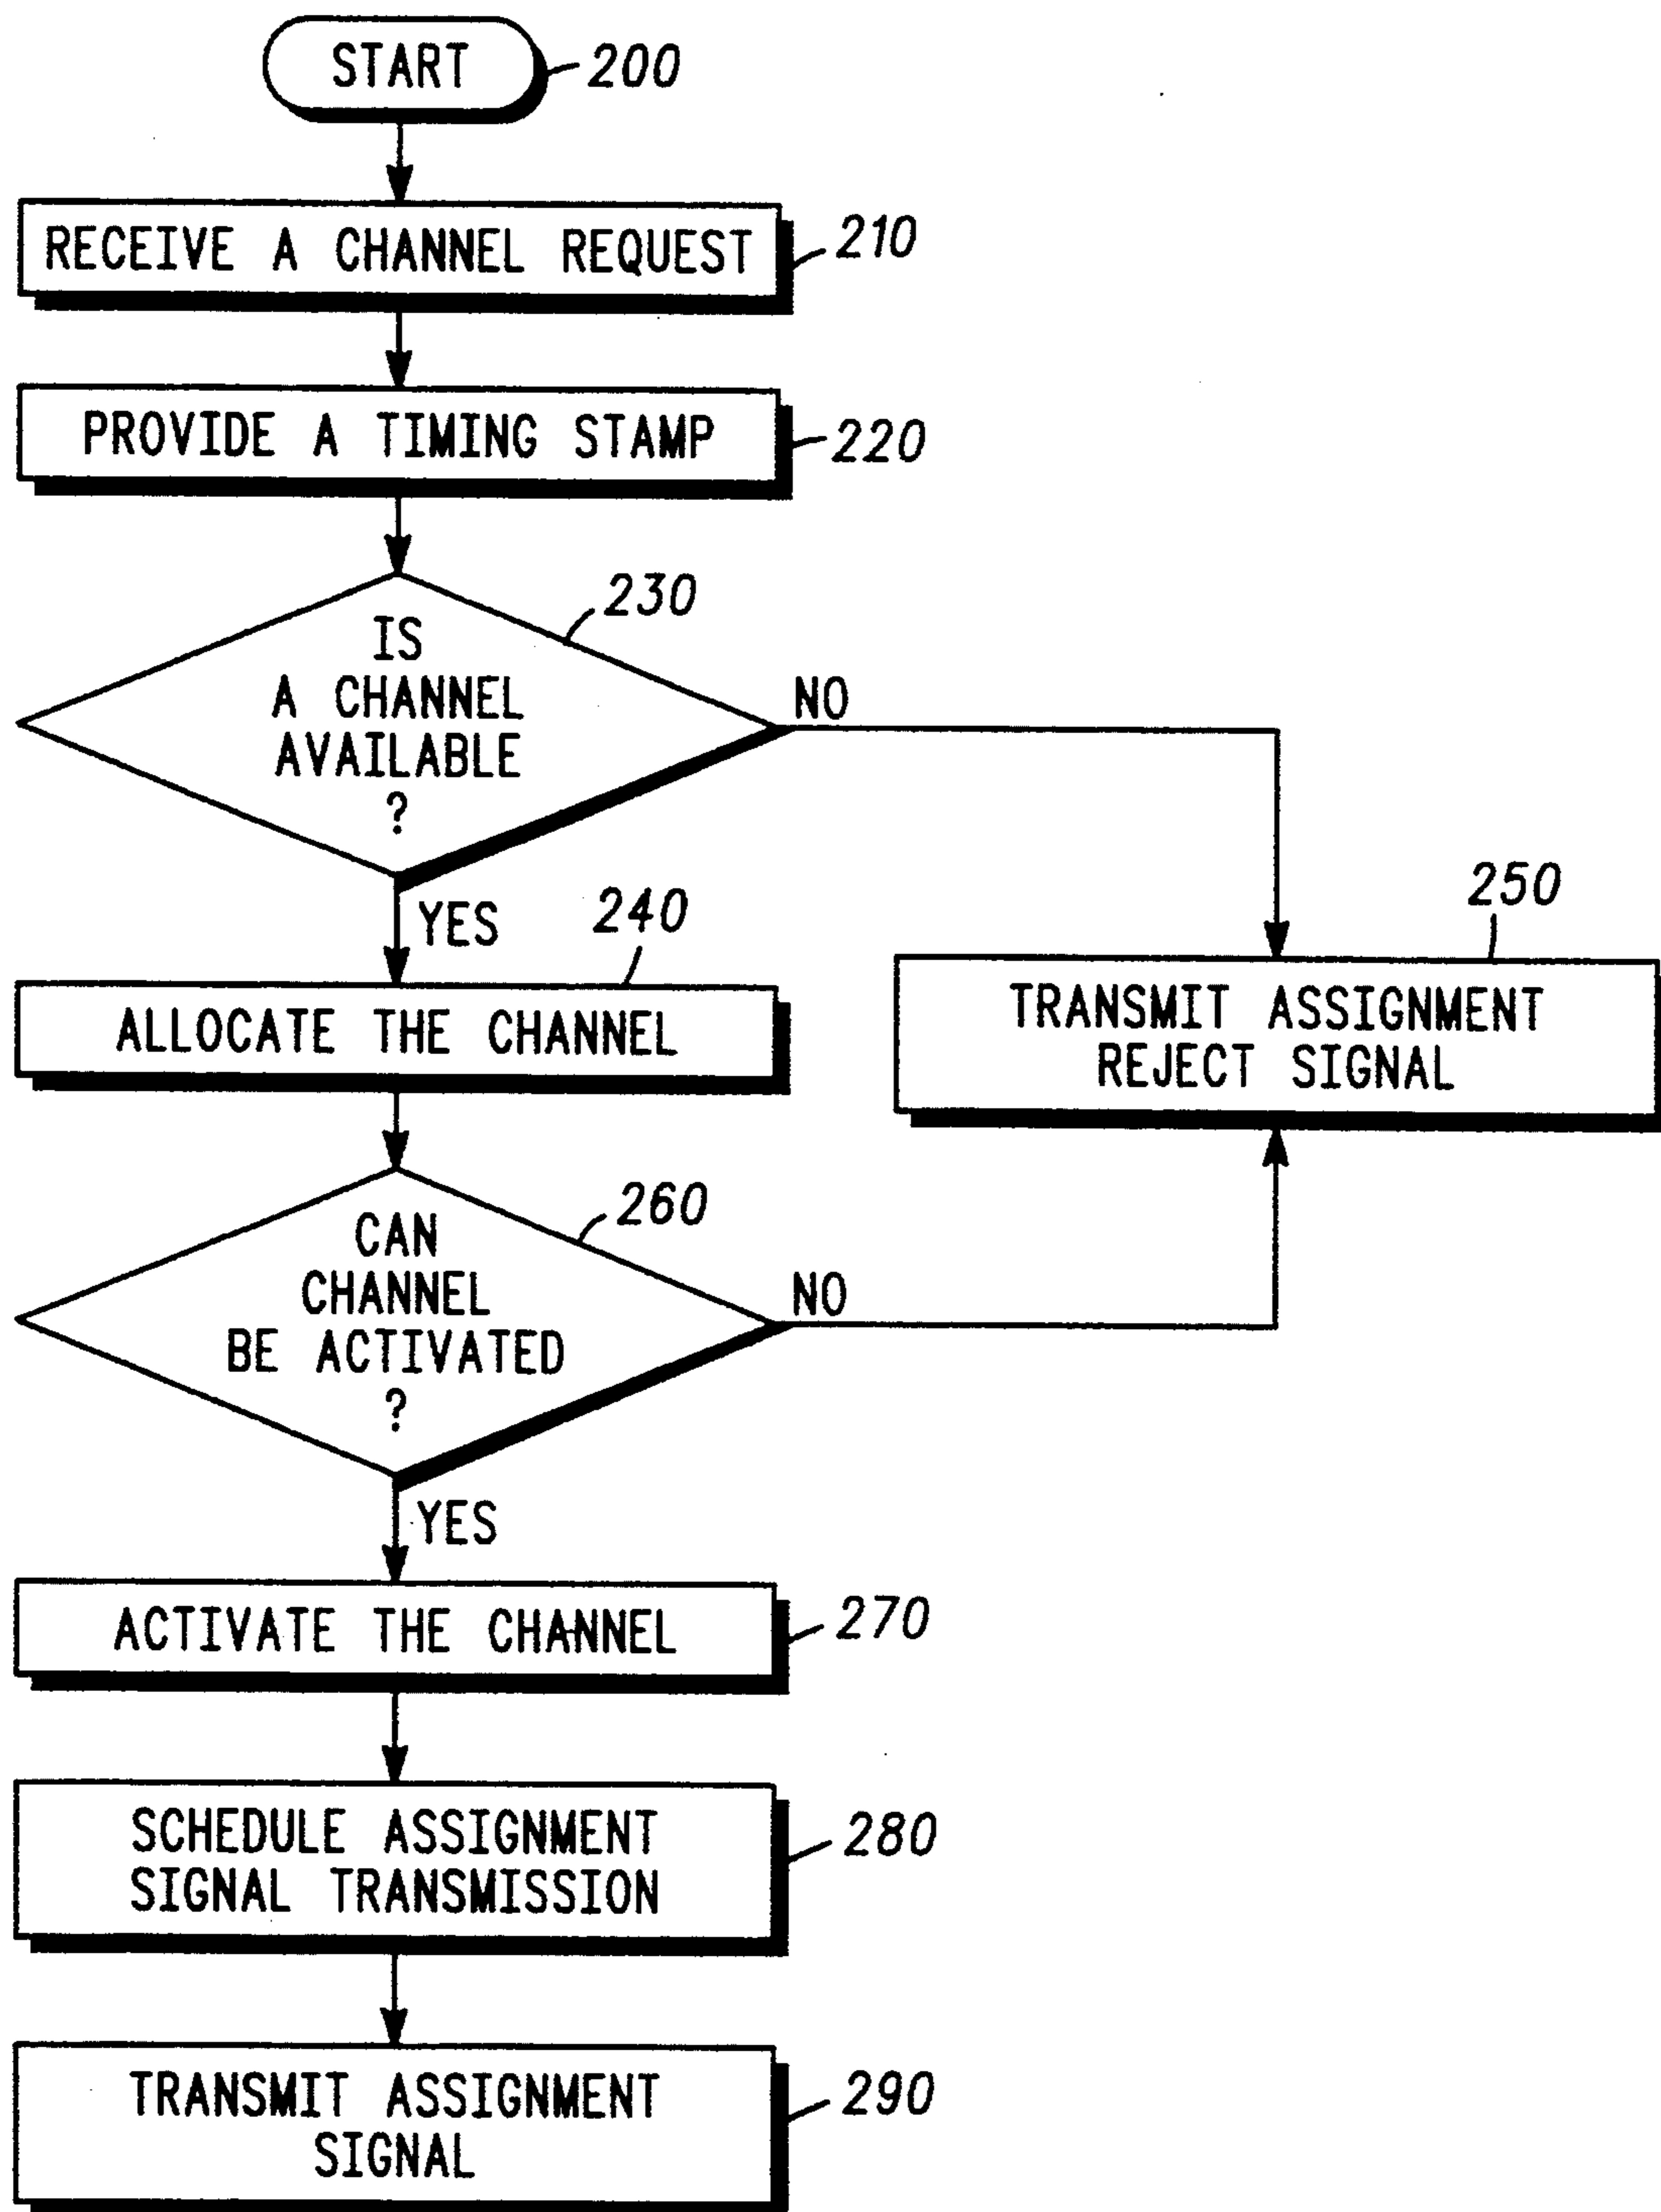 START
200
RECEIVE A CHANNEL REQUEST
210
PROVIDE A TIMING STAMP
220
230
IS
A CHANNEL
AVAILABLE
?
NO
YES
240
250
ALLOCATE THE CHANNEL
TRANSMIT ASSIGNMENT
REJECT SIGNAL
260
CAN
CHANNEL
BE ACTIVATED
?
NO
YES
ACTIVATE THE CHANNEL
270
SCHEDULE ASSIGNMENT
SIGNAL TRANSMISSION
280
TRANSMIT ASSIGNMENT
SIGNAL
290